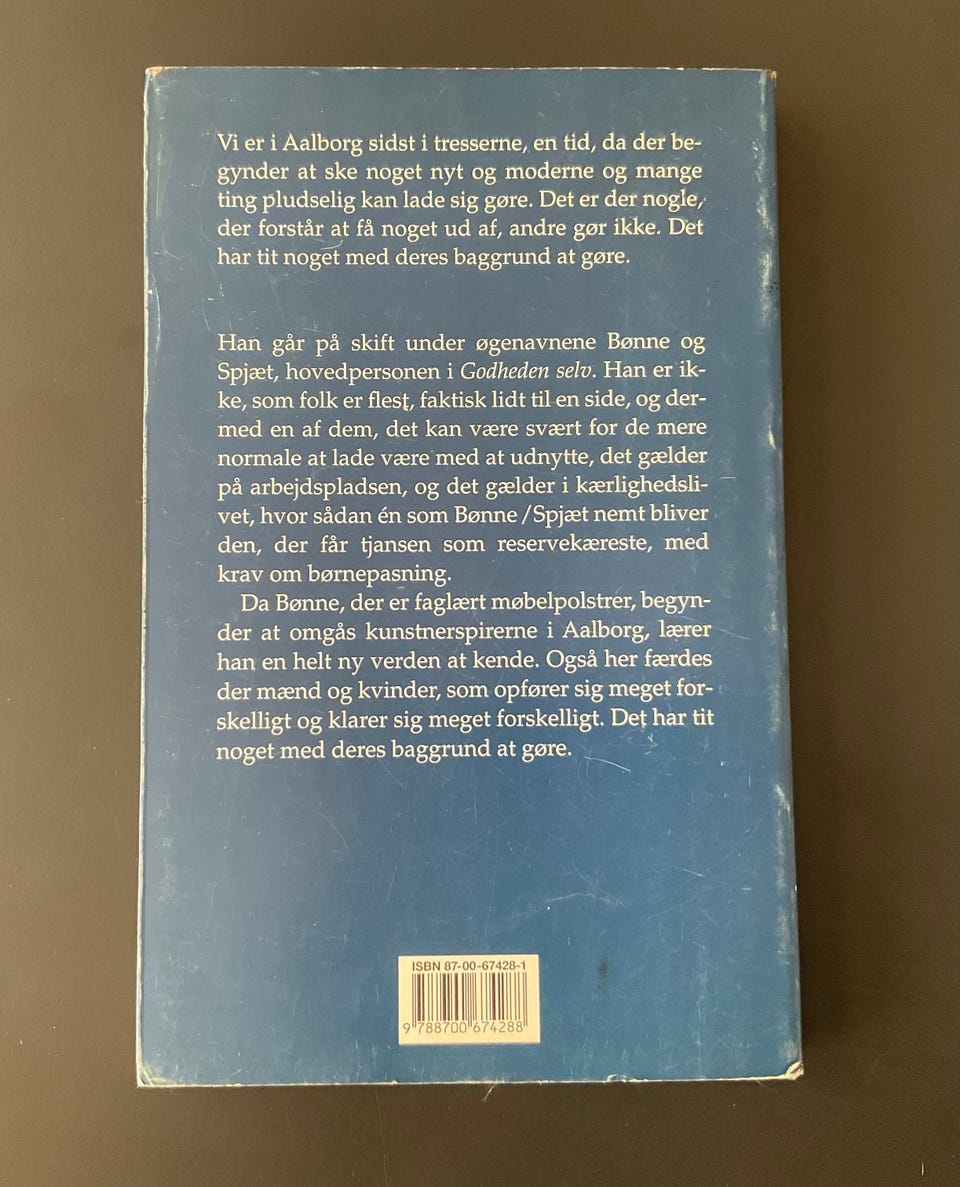 Vi er i Aalborg sidst i tresserne, en tid, da der be-
gynder at ske noget nyt og moderne og mange
ting pludselig kan lade sig gøre. Det er der nogle,
der forstår at få noget ud af, andre gør ikke. Det
har tit noget med deres baggrund at gøre.
Han går på skift under øgenavnene Bønne og
Spjæt, hovedpersonen i Godheden selv. Han er ik-
ke, som folk er flest, faktisk lidt til en side, og der-
med en af dem, det kan være svært for de mere
normale at lade være med at udnytte, det gælder
på arbejdspladsen, og det gælder i kærlighedsli-
vet, hvor sådan én som Bønne/Spjæt nemt bliver
den, der får tjansen som reservekæreste, med
krav om børnepasning.
Da Bønne, der er faglært møbelpolstrer, begyn-
der at omgås kunstnerspirerne i Aalborg, lærer
han en helt ny verden at kende. Også her færdes
der mænd og kvinder, som opfører sig meget for-
skelligt og klarer sig meget forskelligt. Det har tit
noget med deres baggrund at gøre.
ISBN 87-00-67428-1
9 788700 674288